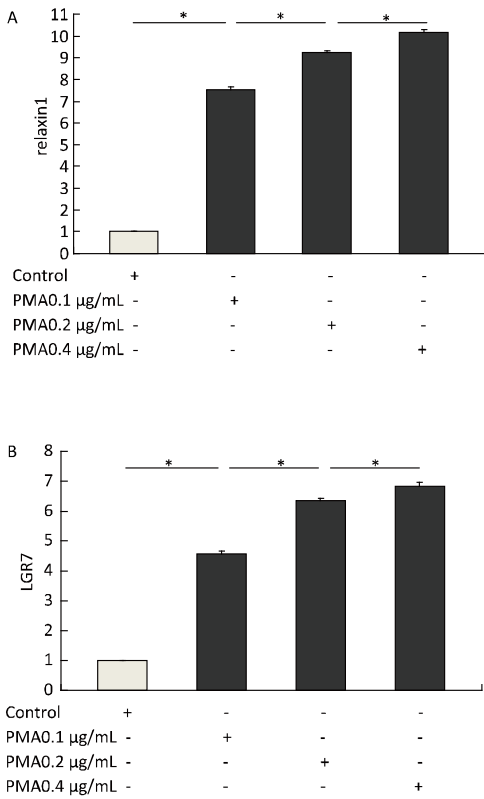 A
11
10
9
8
7
6
5
4
3
2
1
0
relaxin1
* * *
Control + - - -
PMA0.1 µg/mL - + - -
PMA0.2 µg/mL - - + -
PMA0.4 µg/mL - - - +
B
8
7
6
5
4
3
2
1
0
LGR7
* * *
Control + - - -
PMA0.1 µg/mL - + - -
PMA0.2 µg/mL - - + -
PMA0.4 µg/mL - - - +